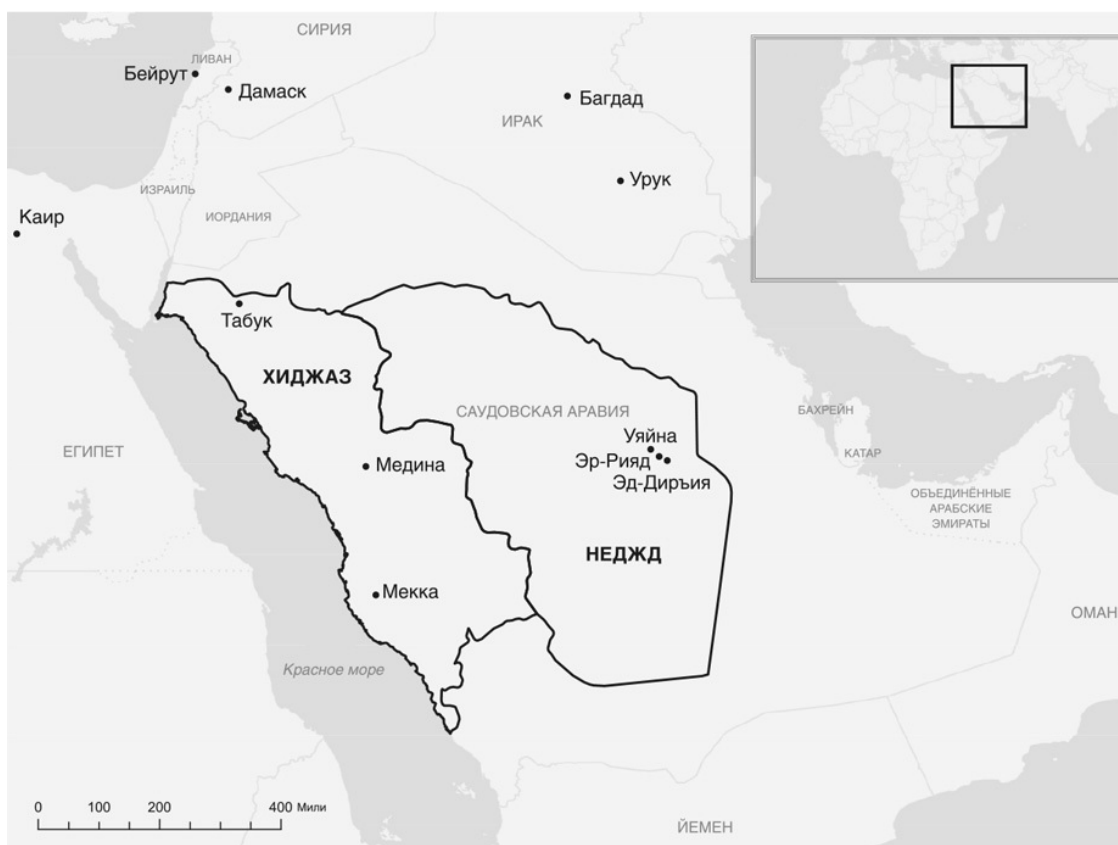 СИРИЯ
ЛИВАН
Бейрут
Дамаск
Багдад
ИРАК
Урук
ИЗРАИЛЬ
Каир
ИОРДАНИЯ
Табук
ХИДЖАЗ
САУДОВСКАЯ АРАВИЯ
БАХРЕЙН
Уяйна
ЕГИПЕТ
Медина
Эр-Рияд
КАТАР
Эд-Диръия
ОБЪЕДИНЁННЫЕ
АРАБСКИЕ
ЭМИРАТЫ
НЕДЖД
Мекка
ОМАН
Красное море
0 100 200 400 Мили
ЙЕМЕН